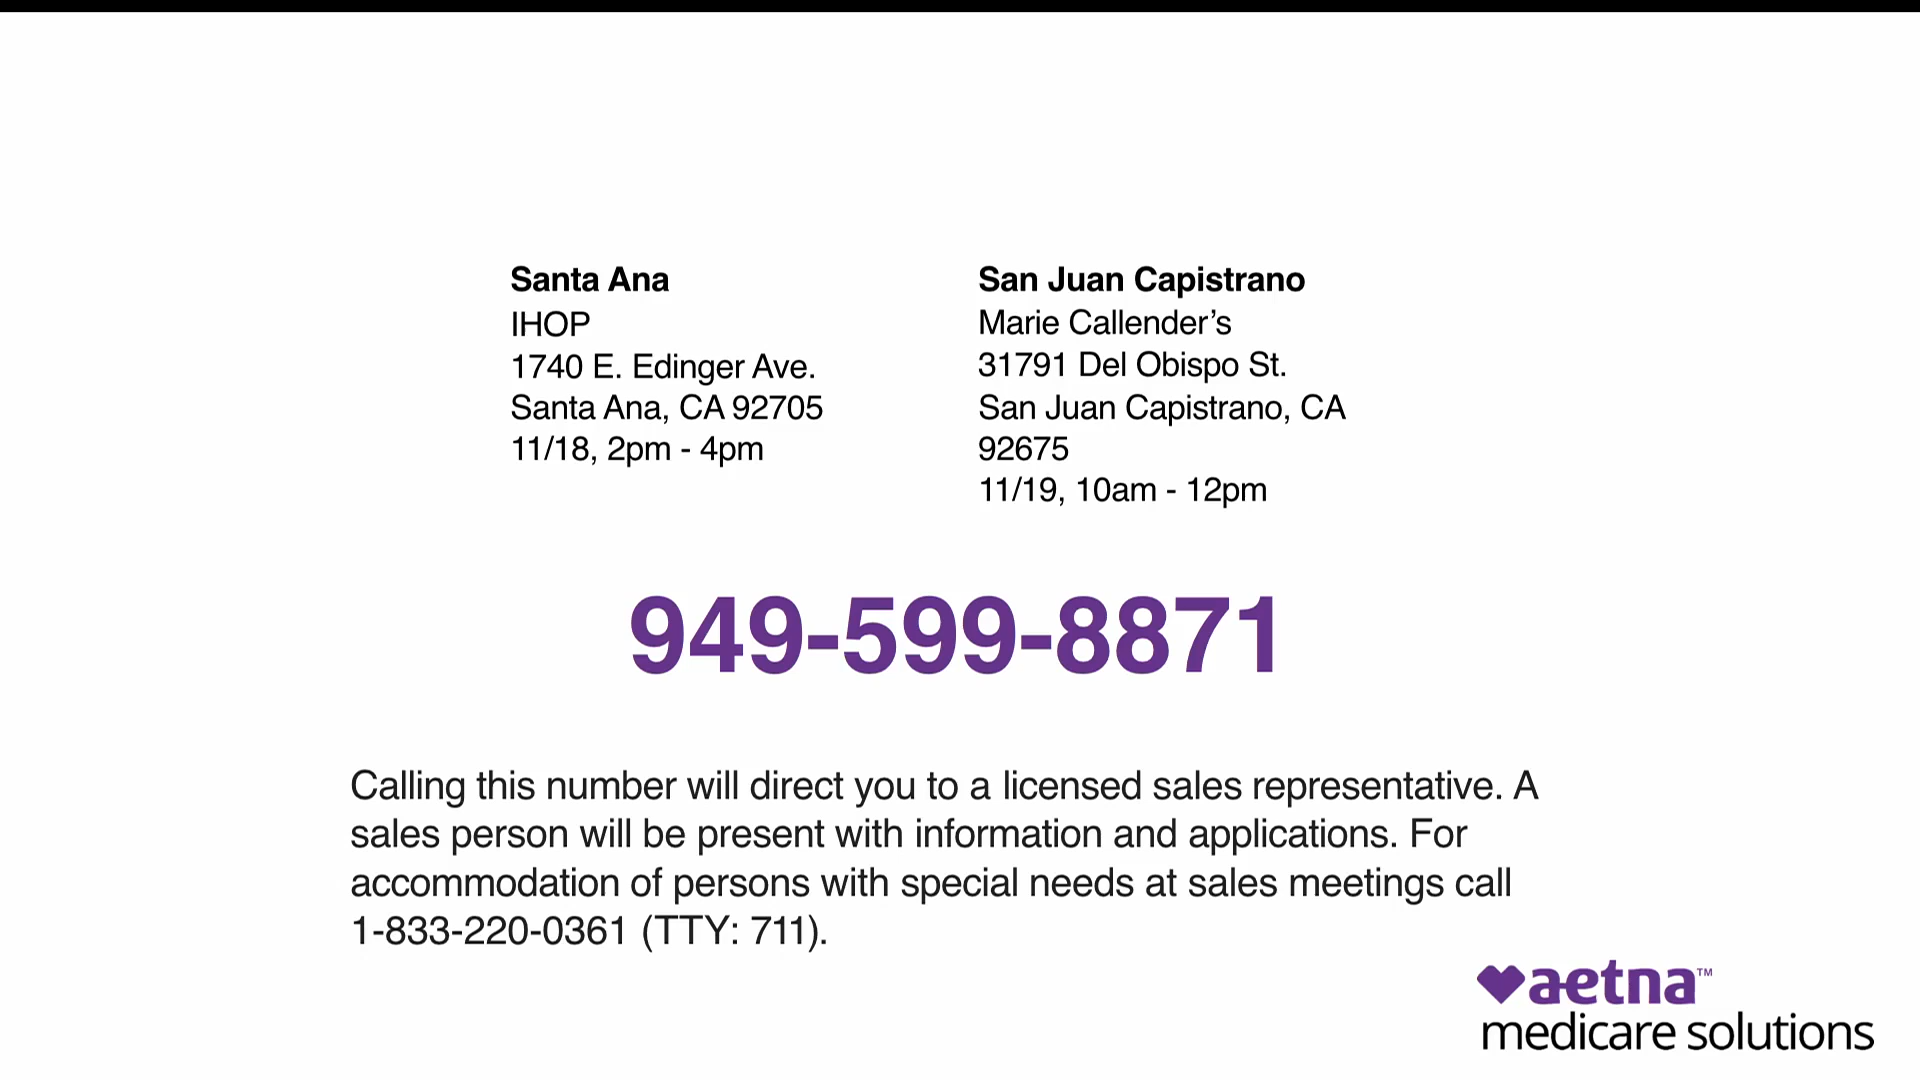 Santa Ana
IHOP
1740 E. Edinger Ave.
Santa Ana, CA 92705
11/18, 2pm - 4pm
San Juan Capistrano
Marie Callender’s
31791 Del Obispo St.
San Juan Capistrano, CA
92675
11/19, 10am - 12pm
949-599-8871
Calling this number will direct you to a licensed sales representative. A
sales person will be present with information and applications. For
accommodation of persons with special needs at sales meetings call
1-833-220-0361 (TTY: 711).
aetna™
medicare solutions